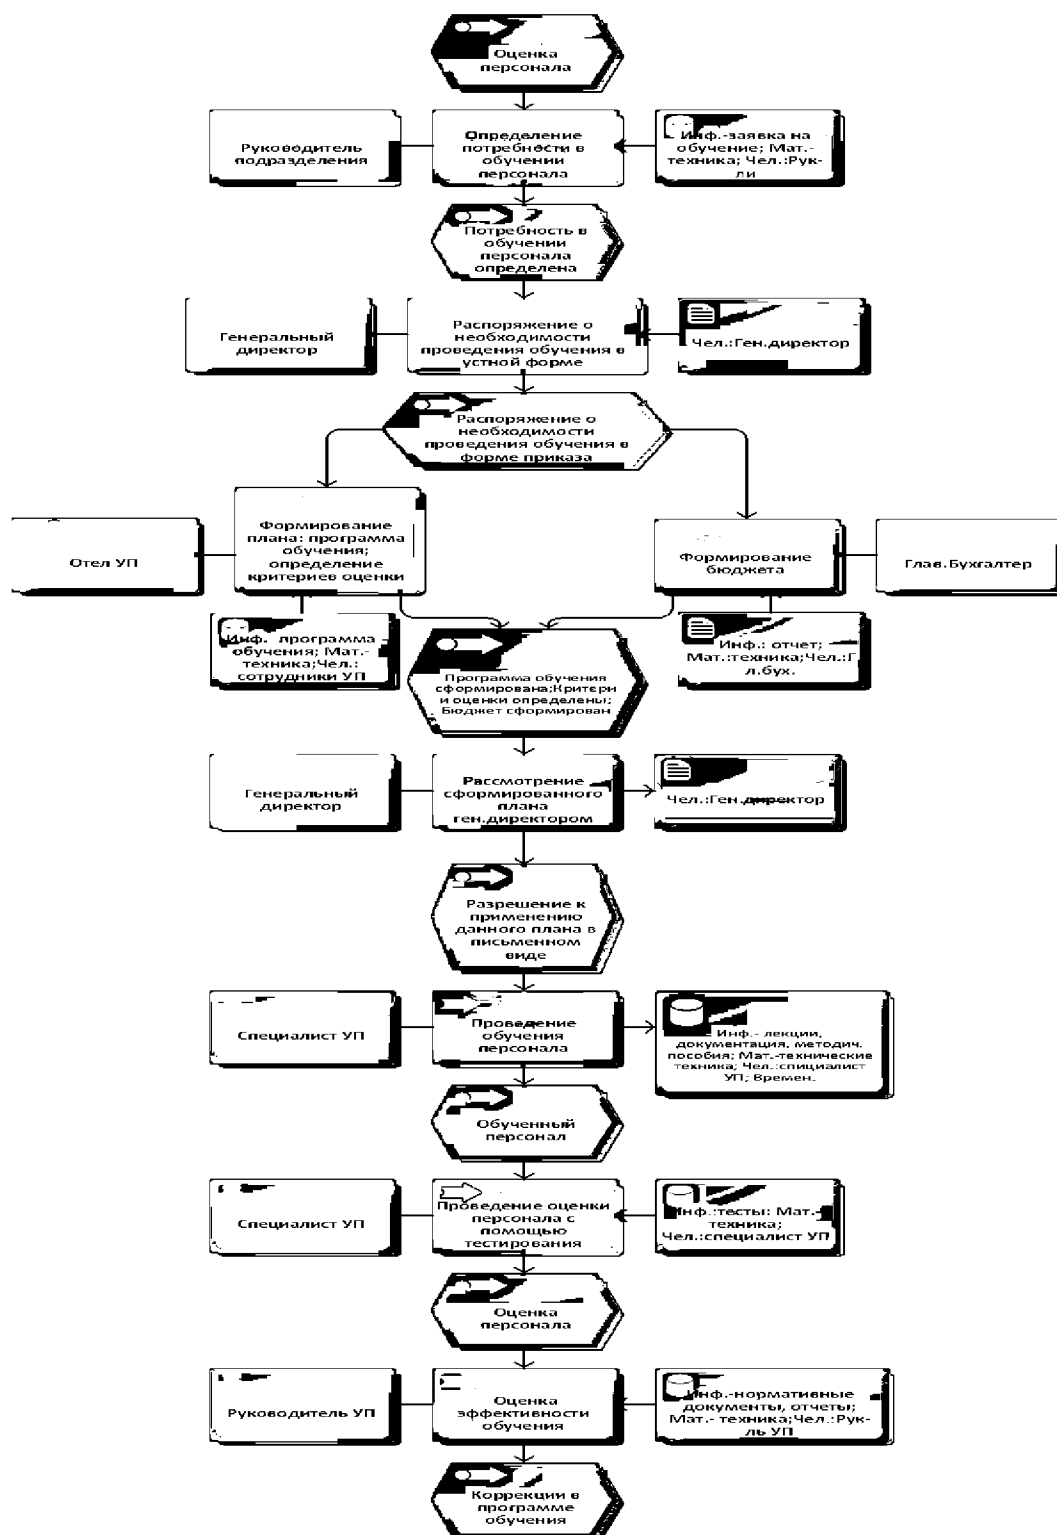 Оценка
персонала
Руководитель
подразделения
Определение
потребности в
обучении
персонала
Инф.-заявка на
обучение; Мат.-
техника; Чел.:Рук-
ли
Потребность в
обучении
персонала
определена
Генеральный
директор
Распоряжение о
необходимости
проведения обучения в
устной форме
Чел.:Ген.директор
Распоряжение о
необходимости
проведения обучения в
форме приказа
Отел УП
Формирование
плана: программа
обучения;
определение
критериев оценки
Формирование
бюджета
Глав.Бухгалтер
Инф.- программа
обучения; Мат.-
техника;Чел.:
сотрудники УП
Инф.: отчет;
Мат.:техника;Чел.:Г
л.бух.
Программа обучения
сформирована;Критери
и оценки определены;
Бюджет сформирован
Генеральный
директор
Рассмотрение
сформированного
плана
ген.директором
Чел.:Ген.директор
Разрешение к
применению
данного плана в
письменном
виде
Специалист УП
Проведение
обучения
персонала
Инф.- лекции,
документация, методич.
пособия; Мат.-технические
техника; Чел.:спициалист
УП; Времен.
Обученный
персонал
Специалист УП
Проведение оценки
персонала с
помощью
тестирования
Инф.:тесты: Мат.-
техника;
Чел.:специалист УП
Оценка
персонала
Руководитель УП
Оценка
эффективности
обучения
Инф.-нормативные
документы, отчеты;
Мат.- техника;Чел.:Рук-
ль УП
Коррекции в
программе
обучения